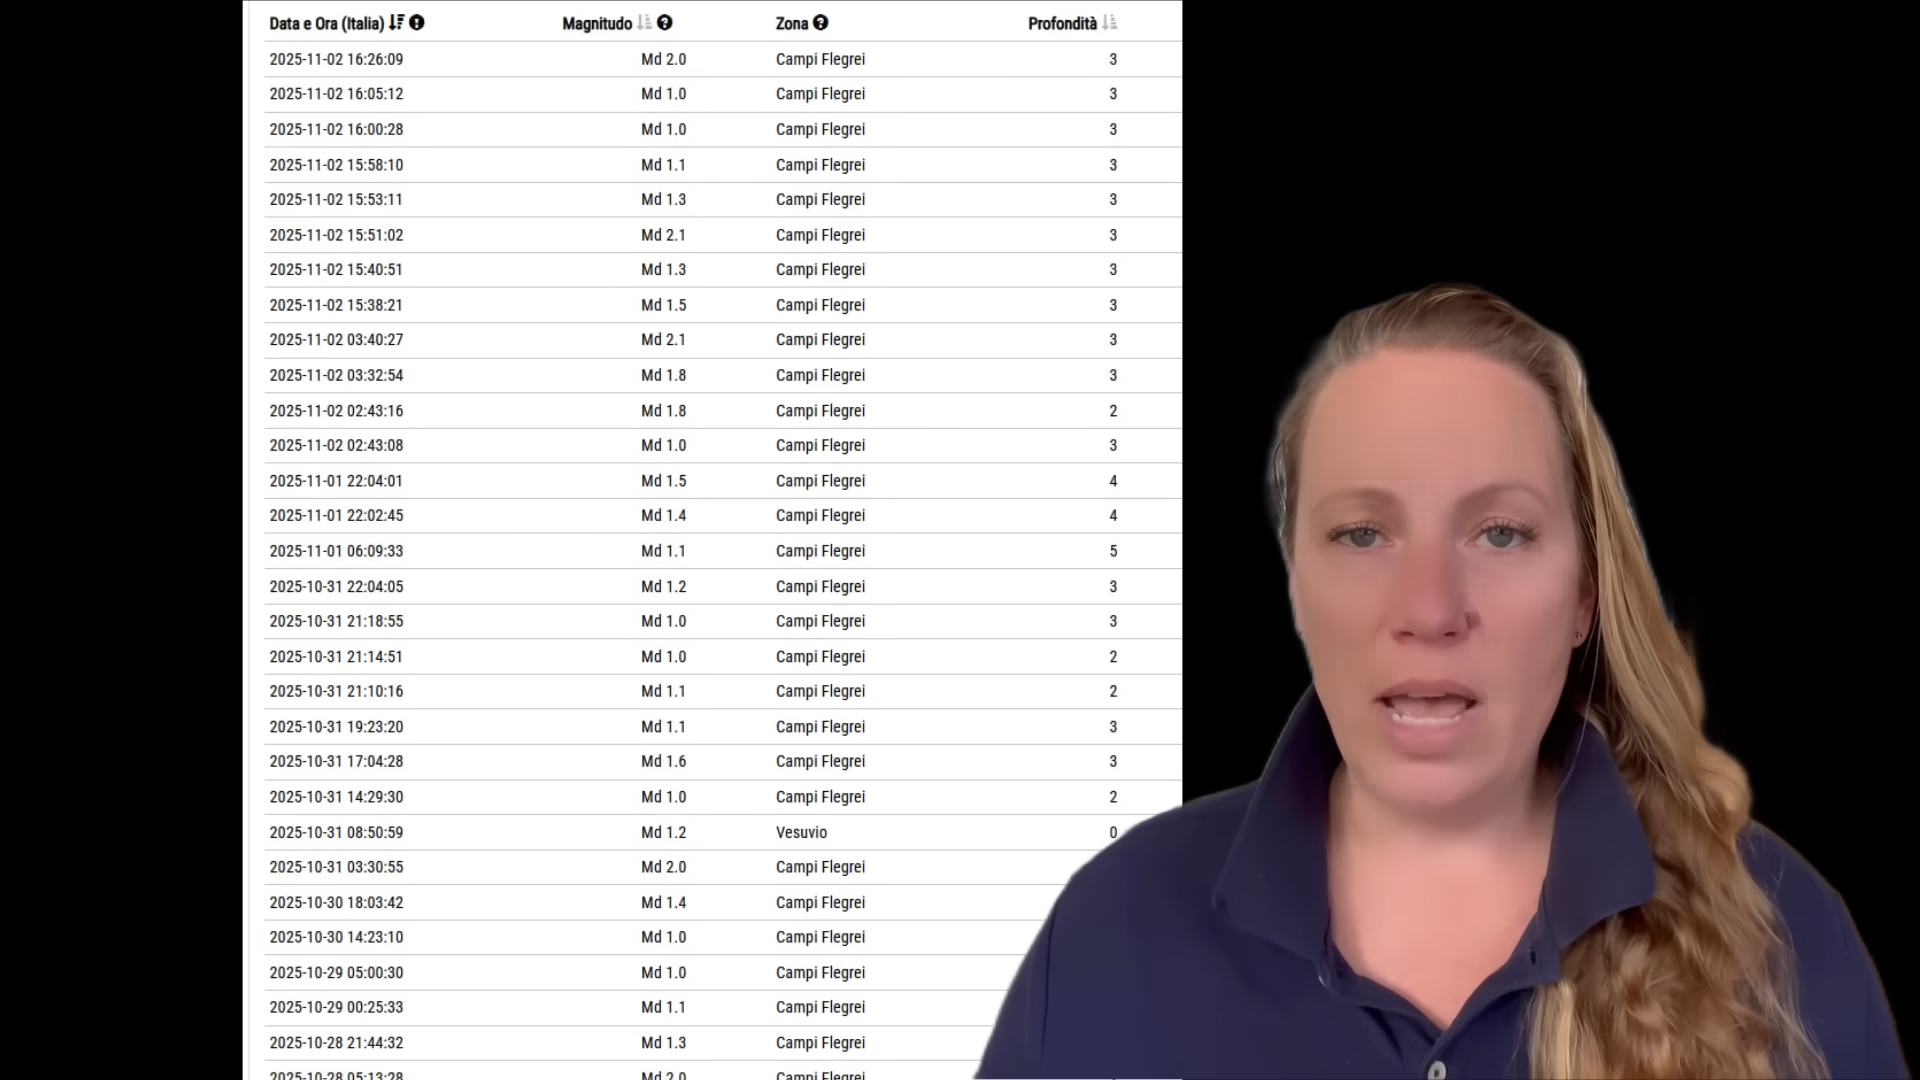 Data e Ora (Italia) Magnitudo Zona Profondità
2025-11-02 16:26:09 Md 2.0 Campi Flegrei 3
2025-11-02 16:05:12 Md 1.0 Campi Flegrei 3
2025-11-02 16:00:28 Md 1.0 Campi Flegrei 3
2025-11-02 15:58:10 Md 1.1 Campi Flegrei 3
2025-11-02 15:53:11 Md 1.3 Campi Flegrei 3
2025-11-02 15:51:02 Md 2.1 Campi Flegrei 3
2025-11-02 15:40:51 Md 1.3 Campi Flegrei 3
2025-11-02 15:38:21 Md 1.5 Campi Flegrei 3
2025-11-02 03:40:27 Md 2.1 Campi Flegrei 3
2025-11-02 03:32:54 Md 1.8 Campi Flegrei 3
2025-11-02 02:43:16 Md 1.8 Campi Flegrei 2
2025-11-02 02:43:08 Md 1.0 Campi Flegrei 3
2025-11-01 22:04:01 Md 1.5 Campi Flegrei 4
2025-11-01 22:02:45 Md 1.4 Campi Flegrei 4
2025-11-01 06:09:33 Md 1.1 Campi Flegrei 5
2025-10-31 22:04:05 Md 1.2 Campi Flegrei 3
2025-10-31 21:18:55 Md 1.0 Campi Flegrei 3
2025-10-31 21:14:51 Md 1.0 Campi Flegrei 2
2025-10-31 21:10:16 Md 1.1 Campi Flegrei 2
2025-10-31 19:23:20 Md 1.1 Campi Flegrei 3
2025-10-31 17:04:28 Md 1.6 Campi Flegrei 3
2025-10-31 14:29:30 Md 1.0 Campi Flegrei 2
2025-10-31 08:50:59 Md 1.2 Vesuvio 0
2025-10-31 03:30:55 Md 2.0 Campi Flegrei
2025-10-30 18:03:42 Md 1.4 Campi Flegrei
2025-10-30 14:23:10 Md 1.0 Campi Flegrei
2025-10-29 05:00:30 Md 1.0 Campi Flegrei
2025-10-29 00:25:33 Md 1.1 Campi Flegrei
2025-10-28 21:44:32 Md 1.3 Campi Flegrei
2025-10-28 05:13:28 Md 2.0 Campi Flegrei